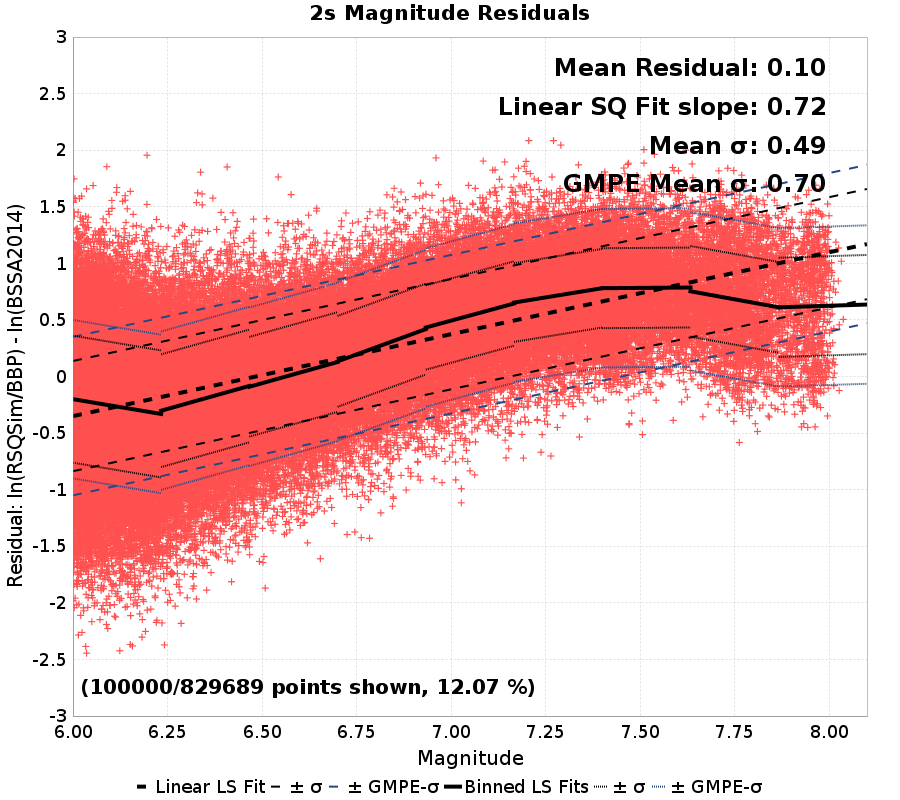 2s Magnitude Residuals
3
2.5
2
1.5
1
0.5
0
-0.5
-1
-1.5
-2
-2.5
-3
Residual: ln(RSQSim/BBP) - ln(BSSA2014)
Mean Residual: 0.10
Linear SQ Fit slope: 0.72
Mean σ: 0.49
GMPE Mean σ: 0.70
(100000/829689 points shown, 12.07 %)
6.00 6.25 6.50 6.75 7.00 7.25 7.50 7.75 8.00
Magnitude
Linear LS Fit ± σ ± GMPE-σ Binned LS Fits ± σ ± GMPE-σ